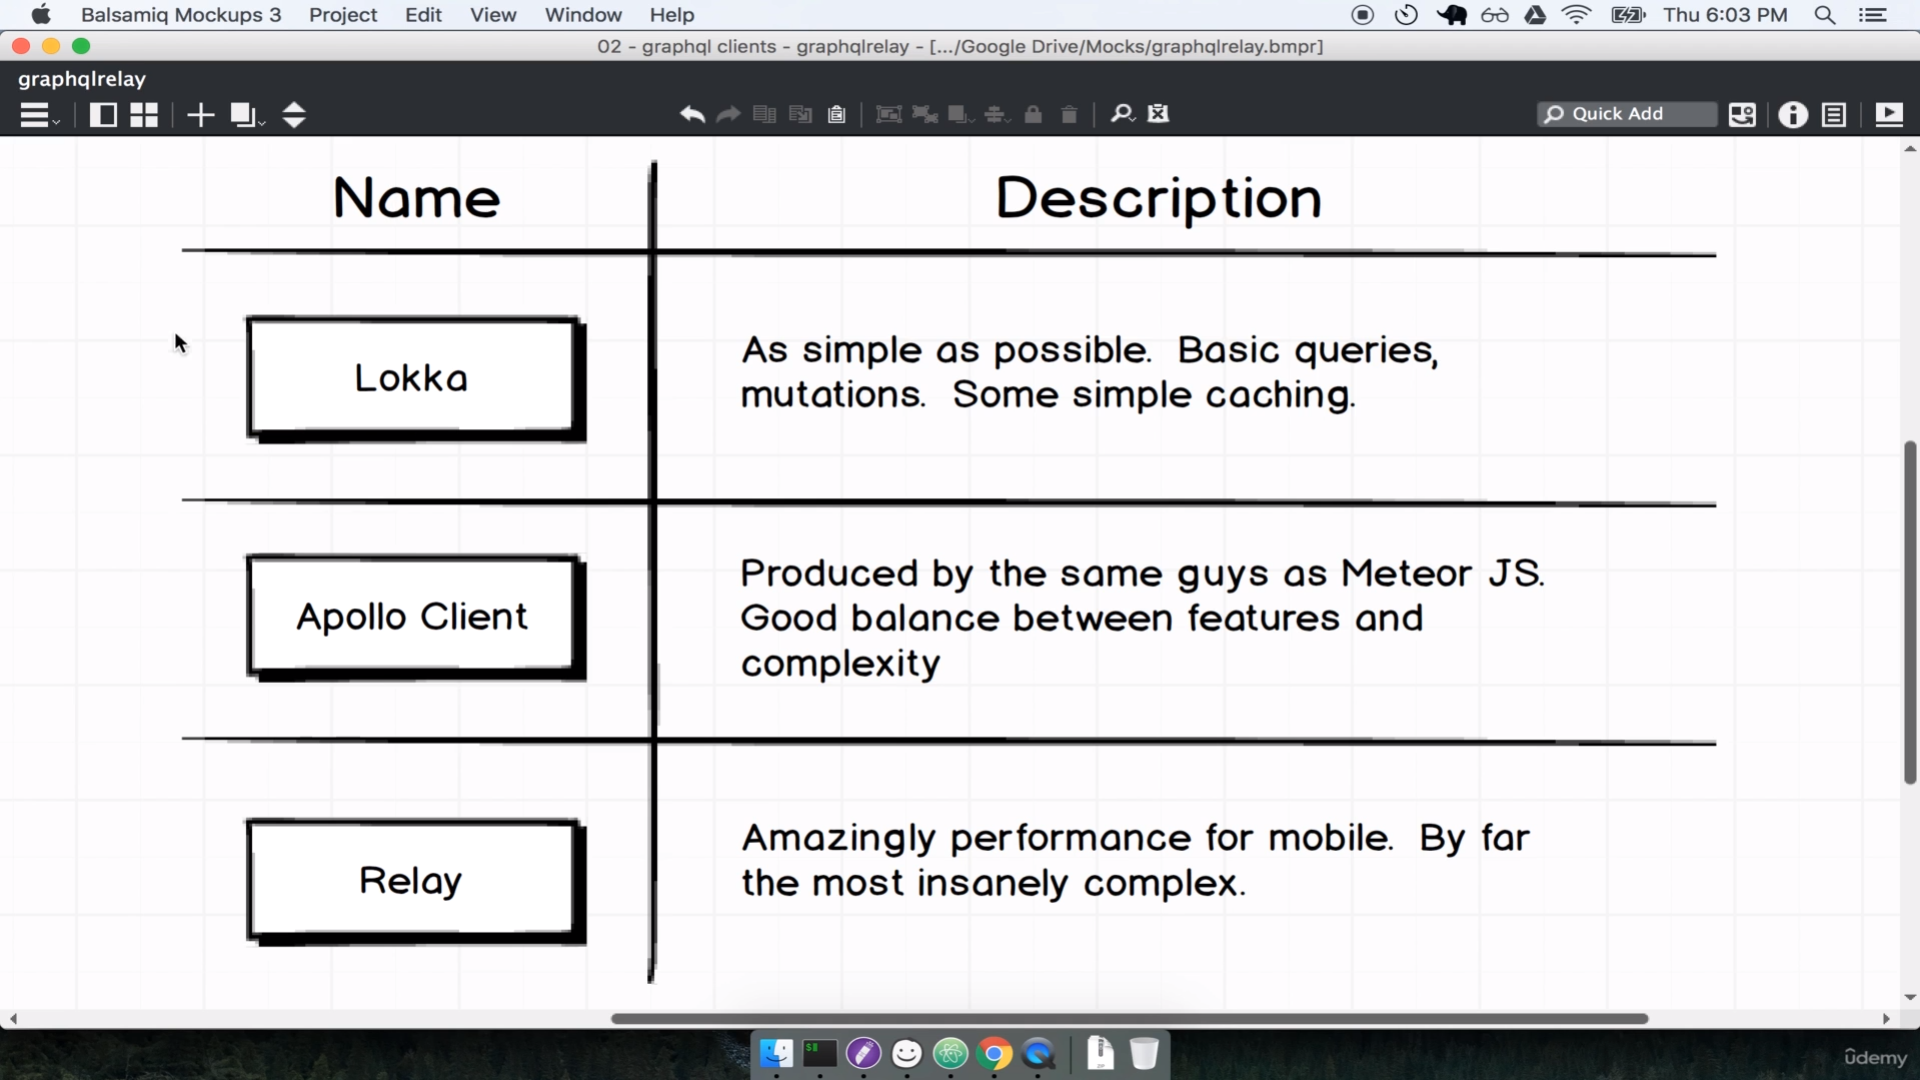 Balsamiq Mockups 3 Project Edit View Window Help Thu 6:03 PM
02 - graphql clients - graphqlrelay - [.../Google Drive/Mocks/graphqlrelay.bmpr]
graphqlrelay
Quick Add
Name Description
Lokka
As simple as possible. Basic queries,
mutations. Some simple caching.
Apollo Client
Produced by the same guys as Meteor JS.
Good balance between features and
complexity
Relay
Amazingly performance for mobile. By far
the most insanely complex.
ûdemy